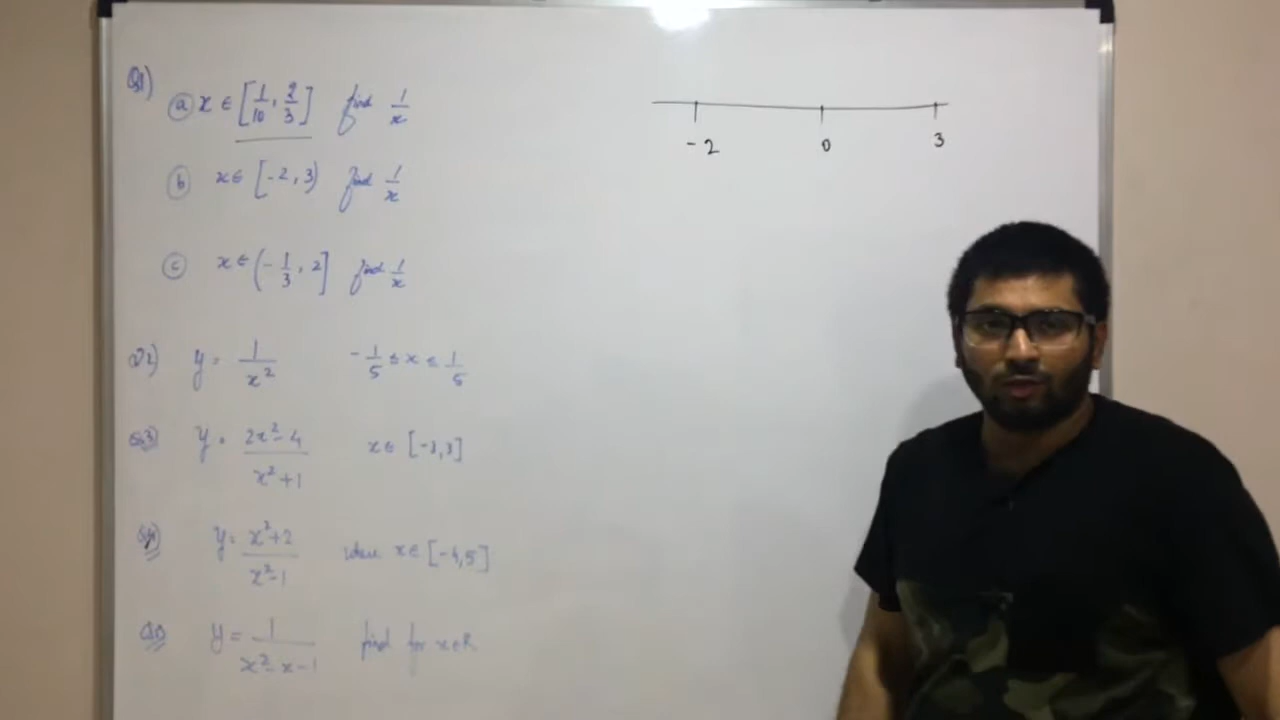 Q1)
ⓐ x ∈ [1/10, 2/3] find 1/x
ⓑ x ∈ [-2, 3) find 1/x
ⓒ x ∈ (-1/3, 2] find 1/x
Q2) y = 1/x² -1/5 ≤ x ≤ 1/5
Q3) y = 2x²-4/x²+1 x ∈ [-3,3]
Q4) y = x²+2/x²-1 where x ∈ [-4,5]
y = 1/x²-x-1 find for x ∈ R
-2 0 3